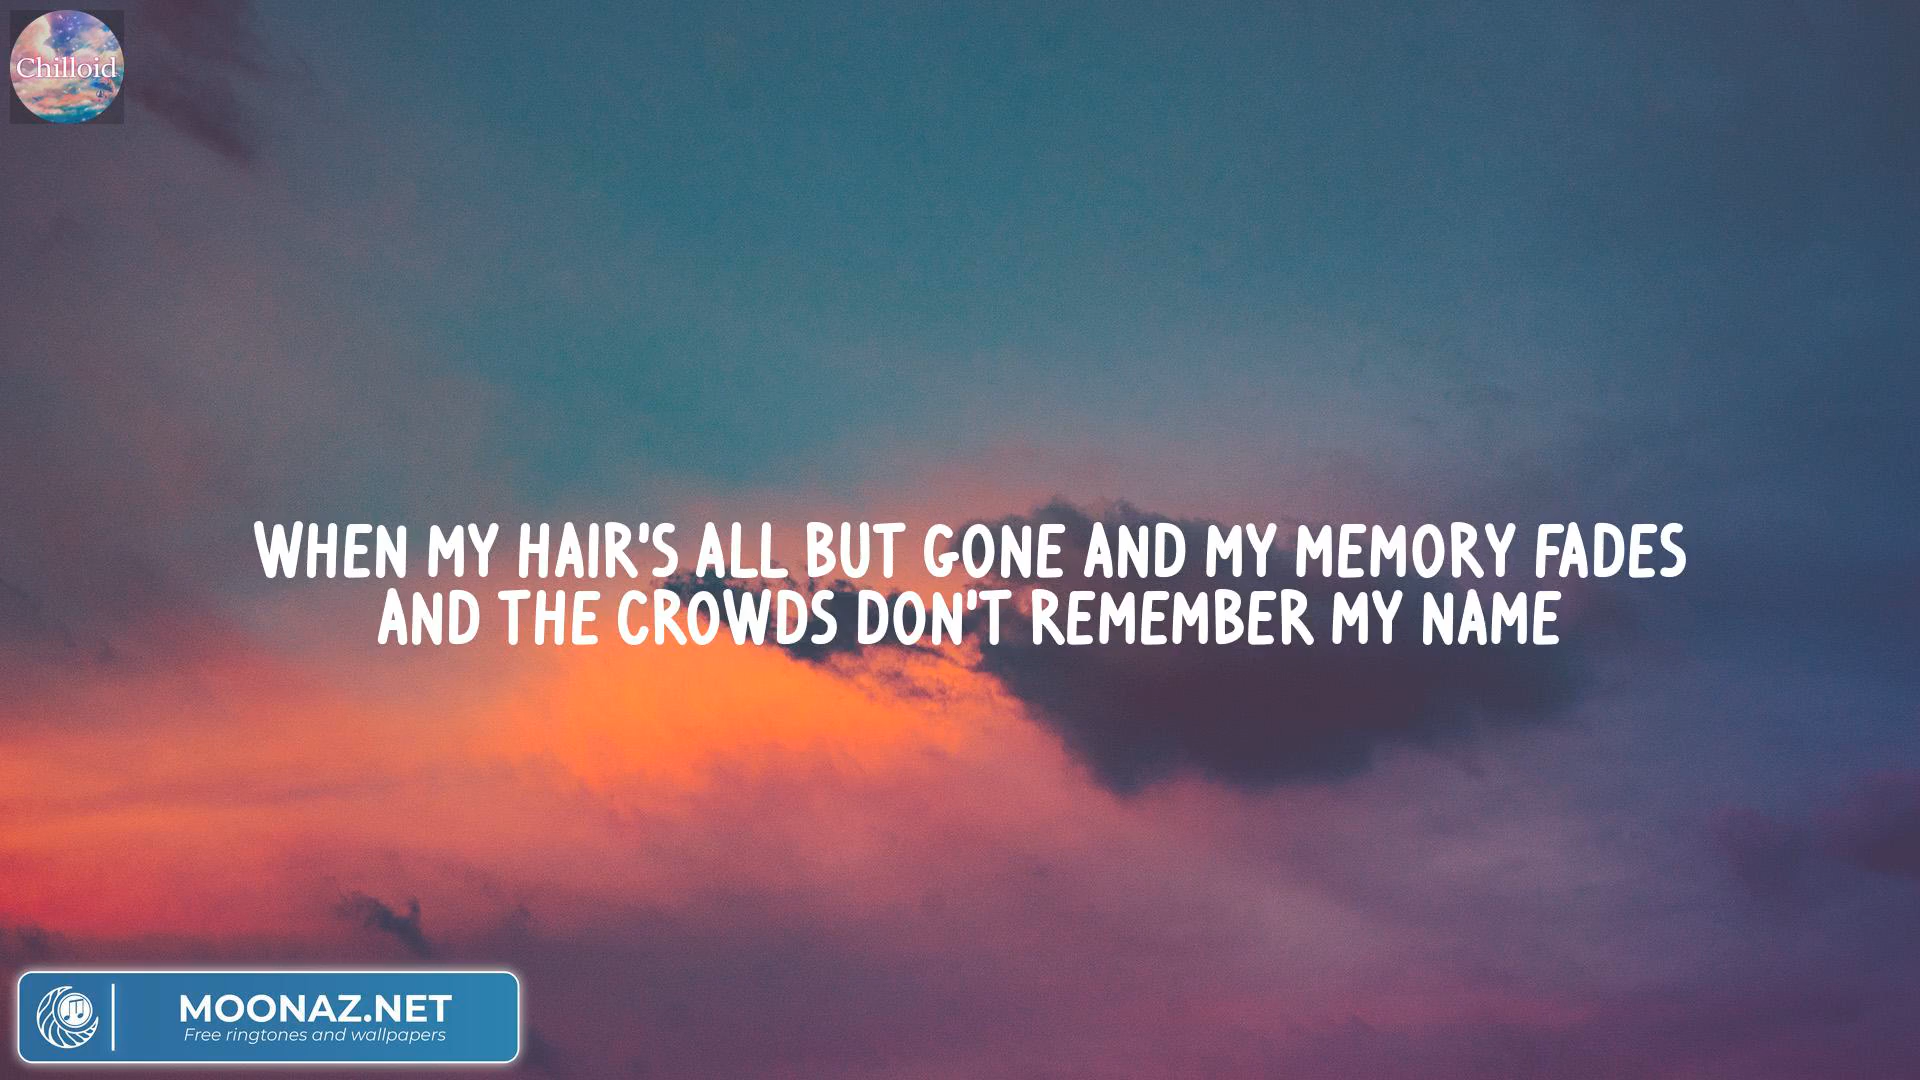 Chilloid
WHEN MY HAIR'S ALL BUT GONE AND MY MEMORY FADES
AND THE CROWDS DON'T REMEMBER MY NAME
MOONAZ.NET
Free ringtones and wallpapers